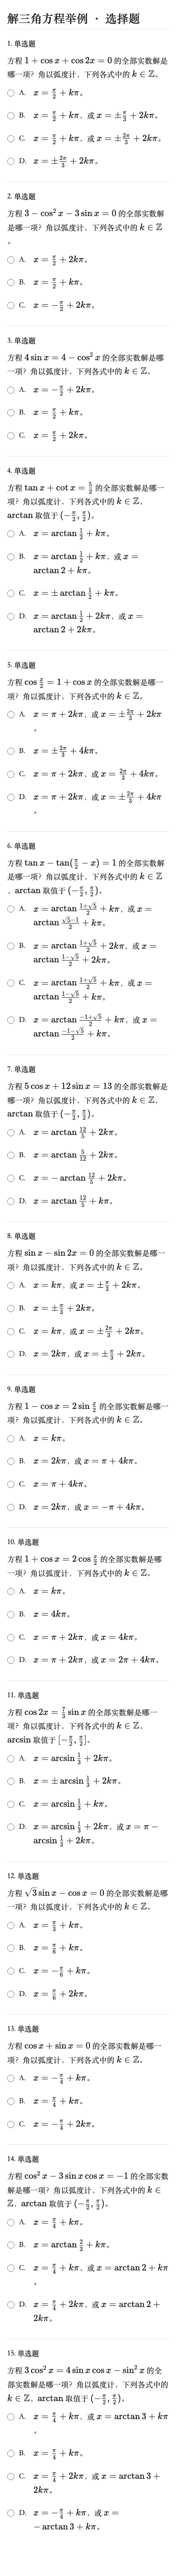 解三角方程举例 · 选择题
1. 单选题
方程 1 + cos x + cos 2x = 0 的全部实数解是
哪一项？角以弧度计，下列各式中的 k ∈ ℤ。
A. x = π/2 + kπ。
B. x = π/2 + kπ，或 x = ±π/3 + 2kπ。
C. x = π/2 + kπ，或 x = ±2π/3 + 2kπ。
D. x = ±2π/3 + 2kπ。
2. 单选题
方程 3 − cos² x − 3 sin x = 0 的全部实数解
是哪一项？角以弧度计，下列各式中的 k ∈ ℤ
。
A. x = π/2 + 2kπ。
B. x = π/2 + kπ。
C. x = −π/2 + 2kπ。
3. 单选题
方程 4 sin x = 4 − cos² x 的全部实数解是哪
一项？角以弧度计，下列各式中的 k ∈ ℤ。
A. x = −π/2 + 2kπ。
B. x = π/2 + kπ。
C. x = π/2 + 2kπ。
4. 单选题
方程 tan x + cot x = 5/2 的全部实数解是哪一
项？角以弧度计，下列各式中的 k ∈ ℤ，
arctan 取值于 (−π/2, π/2)。
A. x = arctan 1/2 + kπ。
B. x = arctan 1/2 + kπ，或 x =
arctan 2 + kπ。
C. x = ± arctan 1/2 + kπ。
D. x = arctan 1/2 + 2kπ，或 x =
arctan 2 + 2kπ。
5. 单选题
方程 cos x/2 = 1 + cos x 的全部实数解是哪一
项？角以弧度计，下列各式中的 k ∈ ℤ。
A. x = π + 2kπ，或 x = ±2π/3 + 2kπ
。
B. x = ±2π/3 + 4kπ。
C. x = π + 2kπ，或 x = 2π/3 + 4kπ。
D. x = π + 2kπ，或 x = ±2π/3 + 4kπ
。
6. 单选题
方程 tan x − tan(π/2 − x) = 1 的全部实数解
是哪一项？角以弧度计，下列各式中的 k ∈ ℤ
，arctan 取值于 (−π/2, π/2)。
A. x = arctan (1+√5)/2 + kπ，或 x =
arctan (√5−1)/2 + kπ。
B. x = arctan (1+√5)/2 + 2kπ，或 x =
arctan (1−√5)/2 + 2kπ。
C. x = arctan (1+√5)/2 + kπ，或 x =
arctan (1−√5)/2 + kπ。
D. x = arctan (−1+√5)/2 + kπ，或 x =
arctan (−1−√5)/2 + kπ。
7. 单选题
方程 5 cos x + 12 sin x = 13 的全部实数解是
哪一项？角以弧度计，下列各式中的 k ∈ ℤ，
arctan 取值于 (−π/2, π/2)。
A. x = arctan 12/5 + 2kπ。
B. x = arctan 5/12 + 2kπ。
C. x = − arctan 12/5 + 2kπ。
D. x = arctan 12/5 + kπ。
8. 单选题
方程 sin x − sin 2x = 0 的全部实数解是哪一
项？角以弧度计，下列各式中的 k ∈ ℤ。
A. x = kπ，或 x = ±π/3 + 2kπ。
B. x = ±π/3 + 2kπ。
C. x = kπ，或 x = ±2π/3 + 2kπ。
D. x = 2kπ，或 x = ±π/3 + 2kπ。
9. 单选题
方程 1 − cos x = 2 sin x/2 的全部实数解是哪一
项？角以弧度计，下列各式中的 k ∈ ℤ。
A. x = kπ。
B. x = 2kπ，或 x = π + 4kπ。
C. x = π + 4kπ。
D. x = 2kπ，或 x = −π + 4kπ。
10. 单选题
方程 1 + cos x = 2 cos x/2 的全部实数解是哪
一项？角以弧度计，下列各式中的 k ∈ ℤ。
A. x = kπ。
B. x = 4kπ。
C. x = π + 2kπ，或 x = 4kπ。
D. x = π + 2kπ，或 x = 2π + 4kπ。
11. 单选题
方程 cos 2x = 7/3 sin x 的全部实数解是哪一
项？角以弧度计，下列各式中的 k ∈ ℤ，
arcsin 取值于 [−π/2, π/2]。
A. x = arcsin 1/3 + 2kπ。
B. x = ± arcsin 1/3 + 2kπ。
C. x = arcsin 1/3 + kπ。
D. x = arcsin 1/3 + 2kπ，或 x = π −
arcsin 1/3 + 2kπ。
12. 单选题
方程 √3 sin x − cos x = 0 的全部实数解是哪
一项？角以弧度计，下列各式中的 k ∈ ℤ。
A. x = π/3 + kπ。
B. x = π/6 + kπ。
C. x = −π/6 + kπ。
D. x = π/6 + 2kπ。
13. 单选题
方程 cos x + sin x = 0 的全部实数解是哪一
项？角以弧度计，下列各式中的 k ∈ ℤ。
A. x = −π/4 + kπ。
B. x = π/4 + kπ。
C. x = −π/4 + 2kπ。
14. 单选题
方程 cos² x − 3 sin x cos x = −1 的全部实数
解是哪一项？角以弧度计，下列各式中的 k ∈
ℤ，arctan 取值于 (−π/2, π/2)。
A. x = π/4 + kπ。
B. x = arctan 2/3 + kπ。
C. x = π/4 + kπ，或 x = arctan 2 + kπ
。
D. x = π/4 + 2kπ，或 x = arctan 2 +
2kπ。
15. 单选题
方程 3 cos² x = 4 sin x cos x − sin² x 的全
部实数解是哪一项？角以弧度计，下列各式中的
k ∈ ℤ，arctan 取值于 (−π/2, π/2)。
A. x = π/4 + kπ，或 x = arctan 3 + kπ
。
B. x = π/4 + kπ。
C. x = π/4 + 2kπ，或 x = arctan 3 +
2kπ。
D. x = −π/4 + kπ，或 x =
− arctan 3 + kπ。